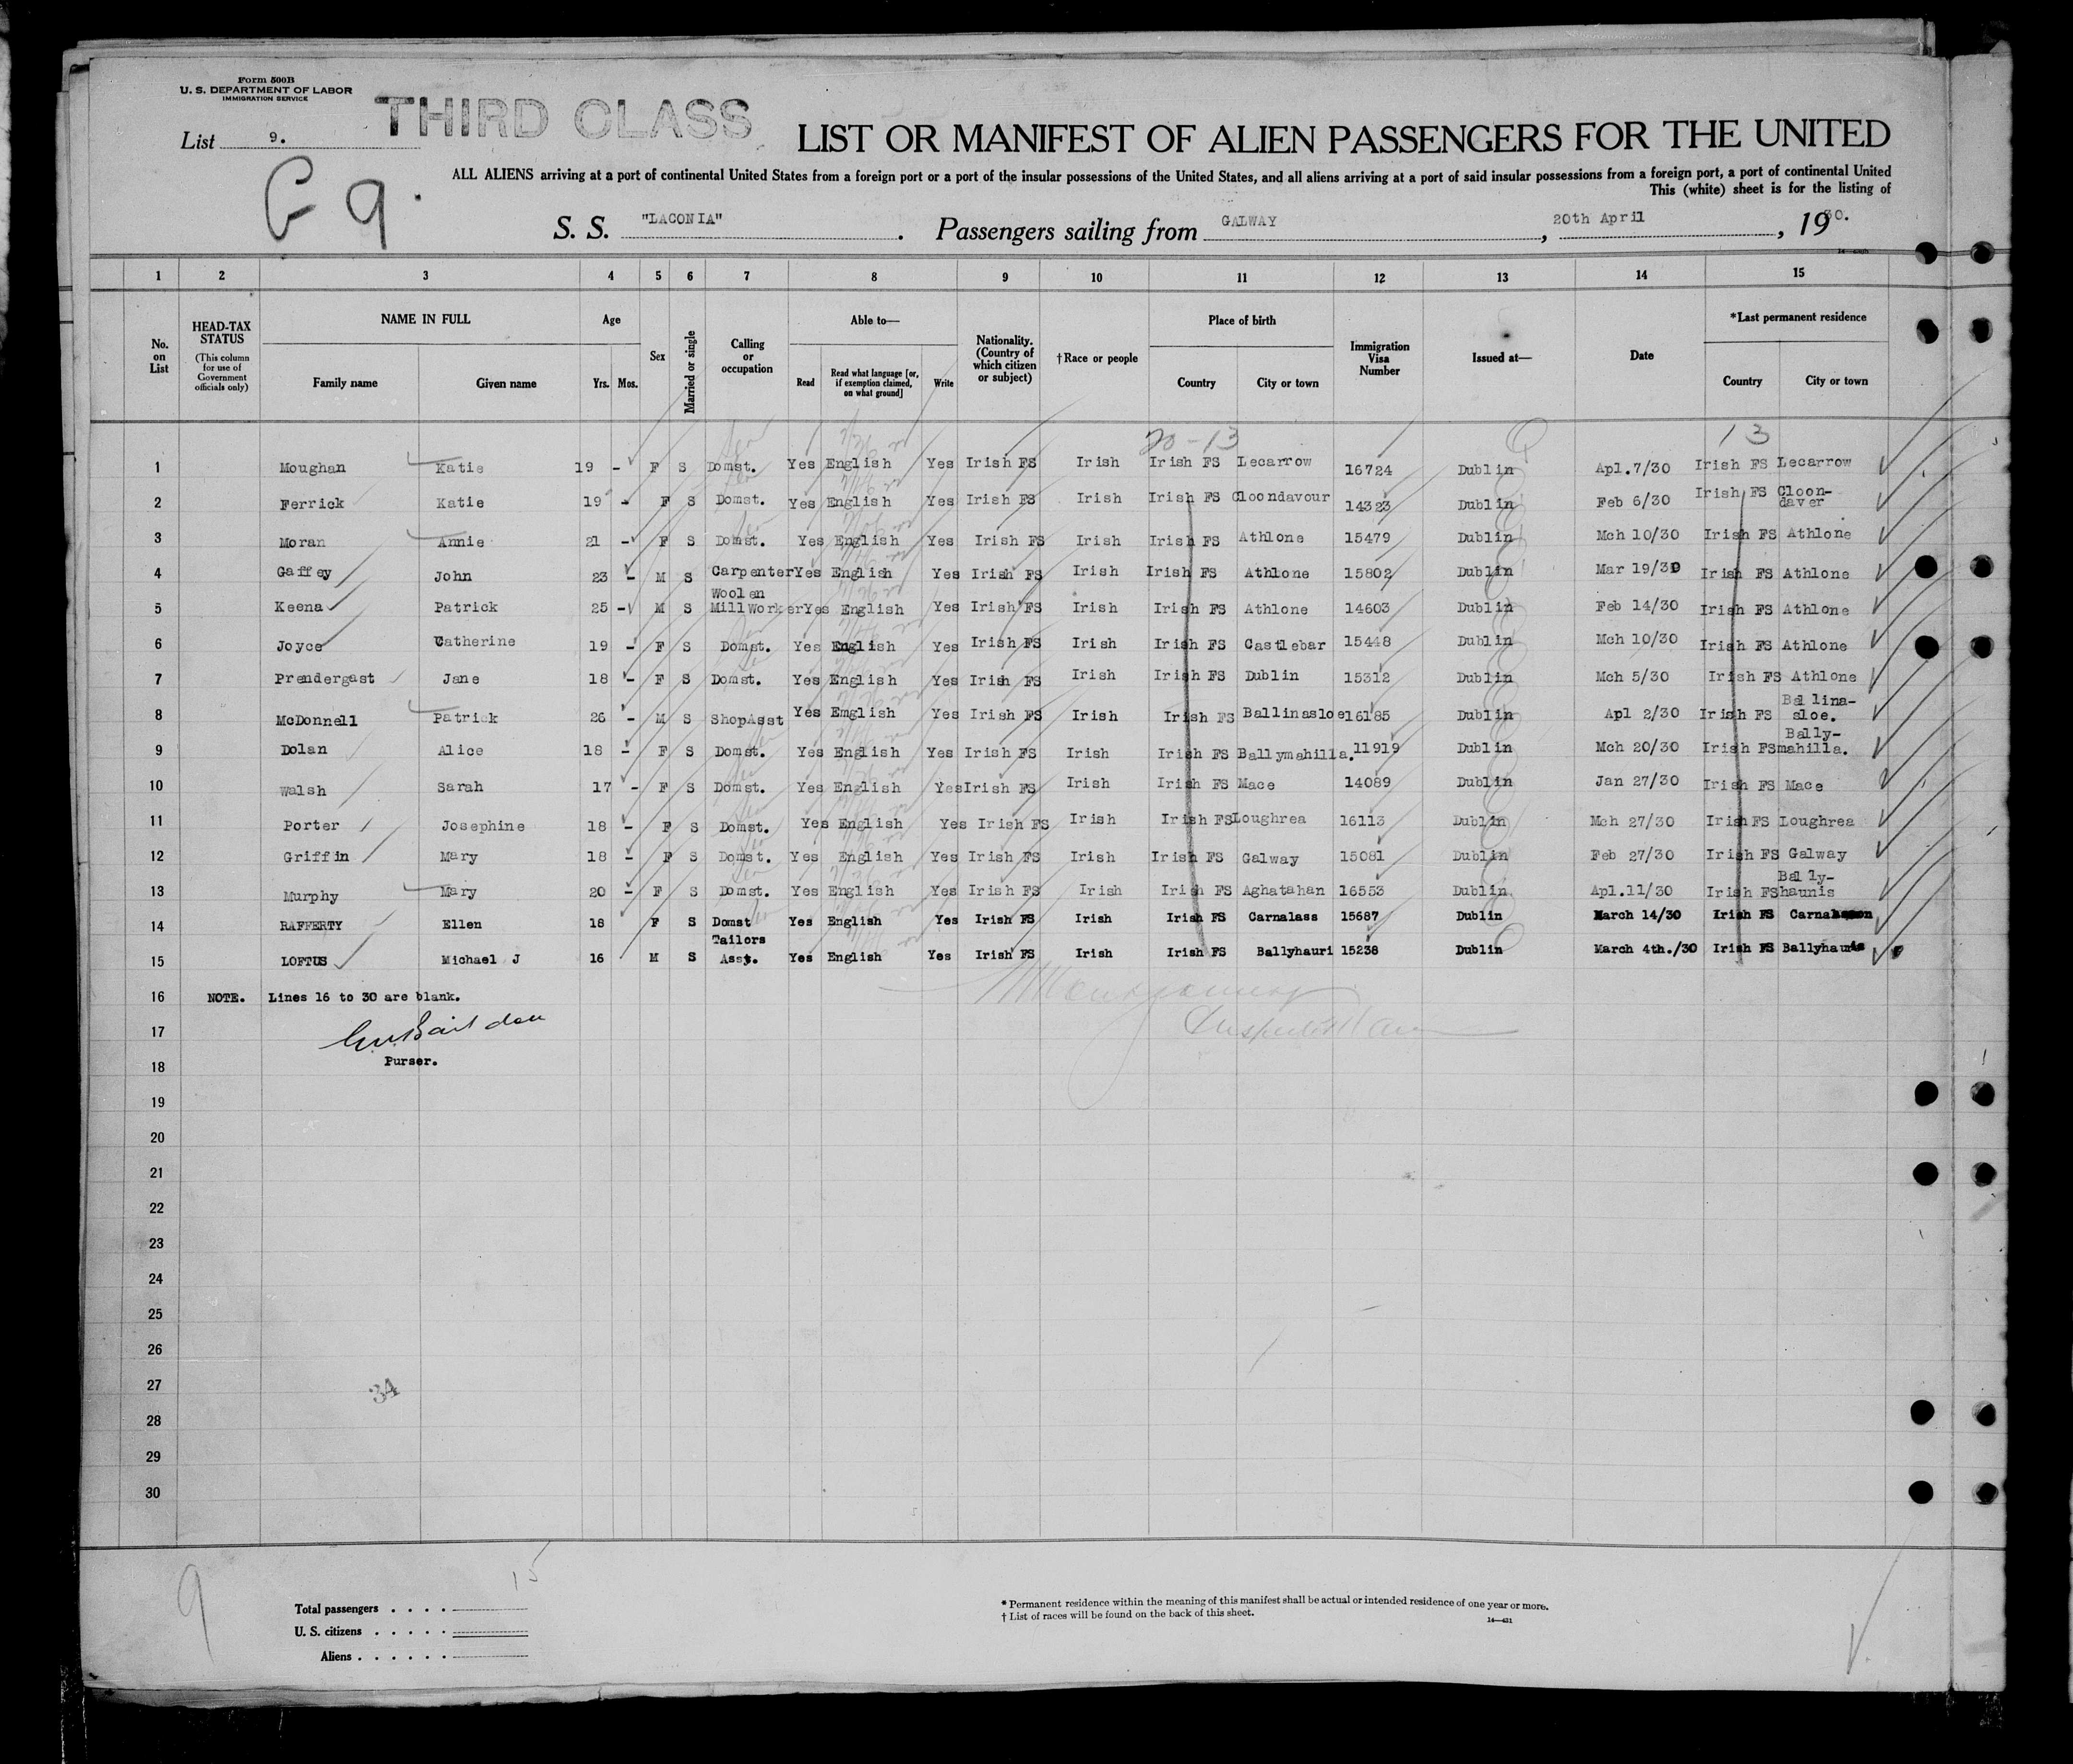 Form 500B
U. S. DEPARTMENT OF LABOR
IMMIGRATION SERVICE
THIRD CLASS
List 9.
G 9.
LIST OR MANIFEST OF ALIEN PASSENGERS FOR THE UNITED
ALL ALIENS arriving at a port of continental United States from a foreign port or a port of the insular possessions of the United States, and all aliens arriving at a port of said insular possessions from a foreign port, a port of continental United
This (white) sheet is for the listing of
S. S. "LACONIA". Passengers sailing from GALWAY, 20th April, 1930.
1 2 3 4 5 6 7 8 9 10 11 12 13 14 15
No. on List
HEAD-TAX STATUS (This column for use of Government officials only)
NAME IN FULL
Family name Given name
Age
Yrs. Mos.
Sex
Married or single
Calling or occupation
Able to—
Read Read what language [or, if exemption claimed, on what ground] Write
Nationality. (Country of which citizen or subject)
†Race or people
Place of birth
Country City or town
Immigration Visa Number
Issued at—
Date
*Last permanent residence
Country City or town
20-13 13
1 Moughan Katie 19 - F S Domst. Yes English Yes Irish FS Irish Irish FS Lecarrow 16724 Dublin Apl.7/30 Irish FS Lecarrow
2 Ferrick Katie 19 - F S Domst. Yes English Yes Irish FS Irish Irish FS Cloondavour 14323 Dublin Feb 6/30 Irish FS Cloon-daver
3 Moran Annie 21 - F S Domst. Yes English Yes Irish FS Irish Irish FS Athlone 15479 Dublin Mch 10/30 Irish FS Athlone
4 Gaffey John 23 - M S Carpenter Yes English Yes Irish FS Irish Irish FS Athlone 15802 Dublin Mar 19/30 Irish FS Athlone
5 Keena Patrick 25 - M S Woolen Mill Worker Yes English Yes Irish FS Irish Irish FS Athlone 14603 Dublin Feb 14/30 Irish FS Athlone
6 Joyce Catherine 19 - F S Domst. Yes English Yes Irish FS Irish Irish FS Castlebar 15448 Dublin Mch 10/30 Irish FS Athlone
7 Prendergast Jane 18 - F S Domst. Yes English Yes Irish FS Irish Irish FS Dublin 15312 Dublin Mch 5/30 Irish FS Athlone
8 McDonnell Patrick 26 - M S ShopAsst Yes Emglish Yes Irish FS Irish Irish FS Ballinasloe 16185 Dublin Apl 2/30 Irish FS Ballina-sloe.
9 Dolan Alice 18 - F S Domst. Yes English Yes Irish FS Irish Irish FS Ballymahilla. 11919 Dublin Mch 20/30 Irish FS Bally-mahilla.
10 Walsh Sarah 17 - F S Domst. Yes English Yes Irish FS Irish Irish FS Mace 14089 Dublin Jan 27/30 Irish FS Mace
11 Porter Josephine 18 - F S Domst. Yes English Yes Irish FS Irish Irish FS Loughrea 16113 Dublin Mch 27/30 Irish FS Loughrea
12 Griffin Mary 18 - F S Domst. Yes English Yes Irish FS Irish Irish FS Galway 15081 Dublin Feb 27/30 Irish FS Galway
13 Murphy Mary 20 - F S Domst. Yes English Yes Irish FS Irish Irish FS Aghatahan 16553 Dublin Apl.11/30 Irish FS Bally-haunis
14 RAFFERTY Ellen 18 F S Domst Yes English Yes Irish FS Irish Irish FS Carnalass 15687 Dublin March 14/30 Irish FS
15 LOFTUS Michael J 16 M S Tailors Asst. Yes English Yes Irish FS Irish Irish FS Ballyhauri 15238 Dublin March 4th./30 Irish FS Ballyhaunis
16 NOTE. Lines 16 to 30 are blank.
17
Purser.
18
19
20
21
22
23
24
25
26
27
34
28
29
30
9
15
Total passengers
U. S. citizens
Aliens
* Permanent residence within the meaning of this manifest shall be actual or intended residence of one year or more.
† List of races will be found on the back of this sheet.
14—421